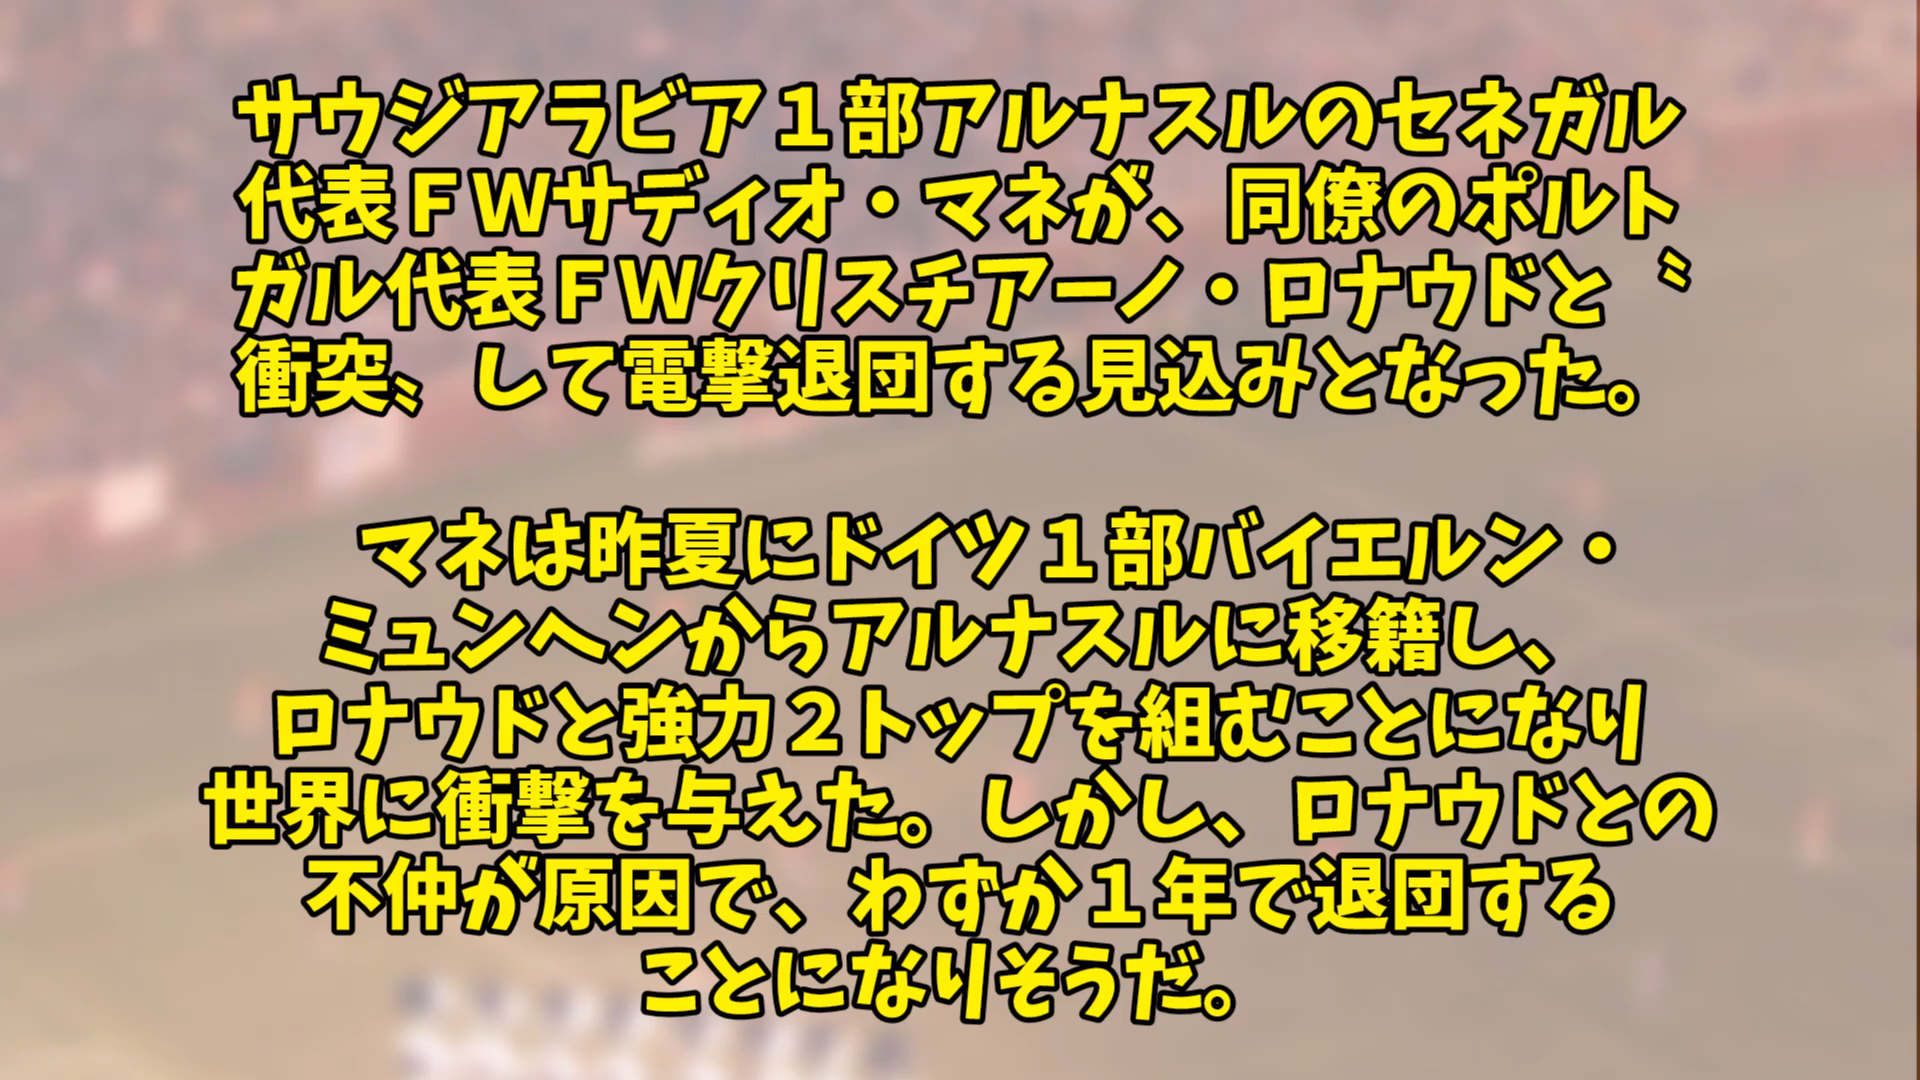 サウジアラビア１部アルナスルのセネガル
代表ＦＷサディオ・マネが、同僚のポルト
ガル代表ＦＷクリスチアーノ・ロナウドと〝
衝突〟して電撃退団する見込みとなった。
マネは昨夏にドイツ１部バイエルン・
ミュンヘンからアルナスルに移籍し、
ロナウドと強力２トップを組むことになり
世界に衝撃を与えた。しかし、ロナウドとの
不仲が原因で、わずか１年で退団する
ことになりそうだ。